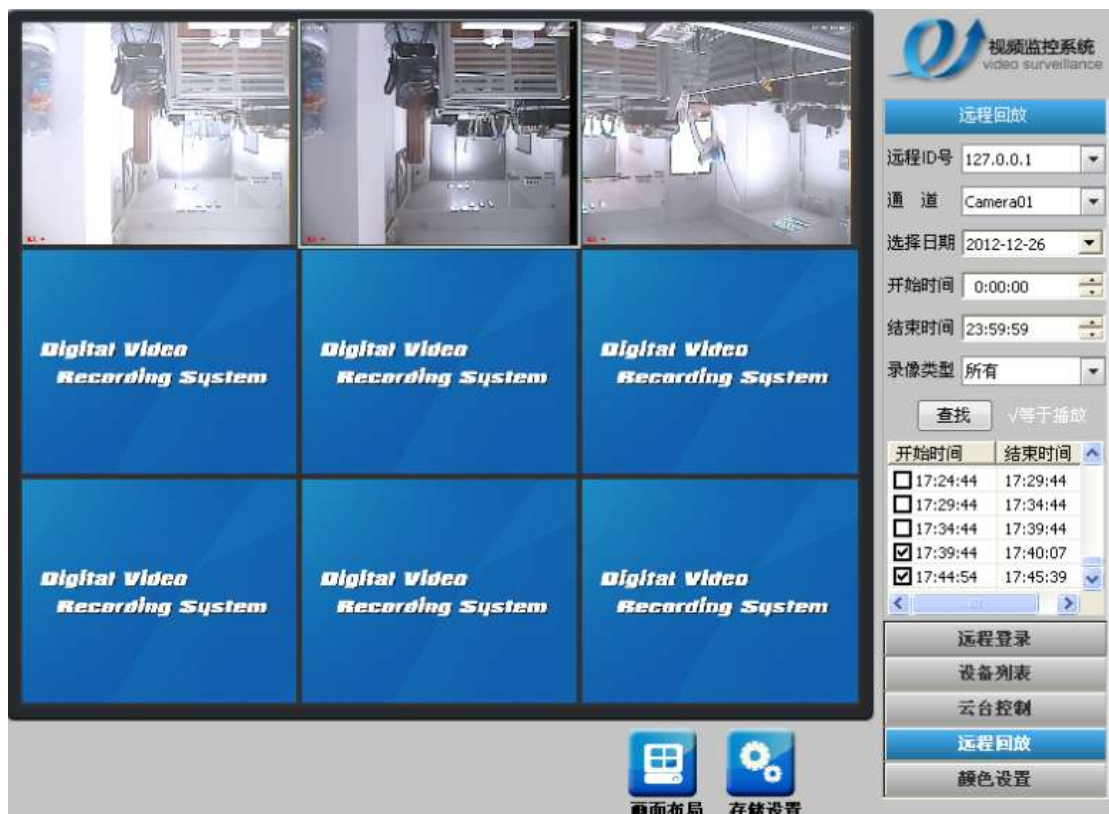 视频监控系统
video surveillance
远程回放
远程ID号 127.0.0.1
通 道 Camera01
选择日期 2012-12-26
开始时间 0:00:00
结束时间 23:59:59
录像类型 所有
查找 √等于播放
开始时间 结束时间
17:24:44 17:29:44
17:29:44 17:34:44
17:34:44 17:39:44
17:39:44 17:40:07
17:44:54 17:45:39
Digital Video
Recording System
Digital Video
Recording System
Digital Video
Recording System
Digital Video
Recording System
Digital Video
Recording System
Digital Video
Recording System
远程登录
设备列表
云台控制
远程回放
颜色设置
画面布局 存储设置